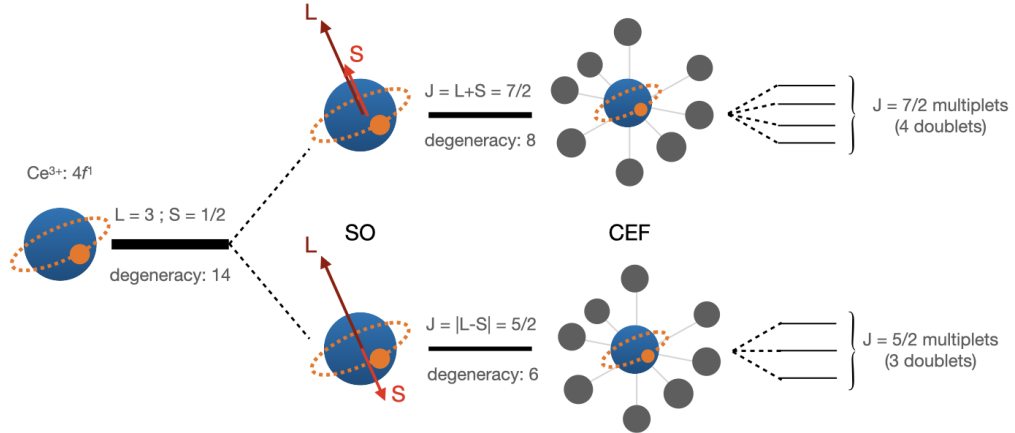 L
S
J = L+S = 7/2
degeneracy: 8
J = 7/2 multiplets
(4 doublets)
Ce³⁺: 4f¹
L = 3 ; S = 1/2
degeneracy: 14
SO
CEF
L
S
J = |L-S| = 5/2
degeneracy: 6
J = 5/2 multiplets
(3 doublets)